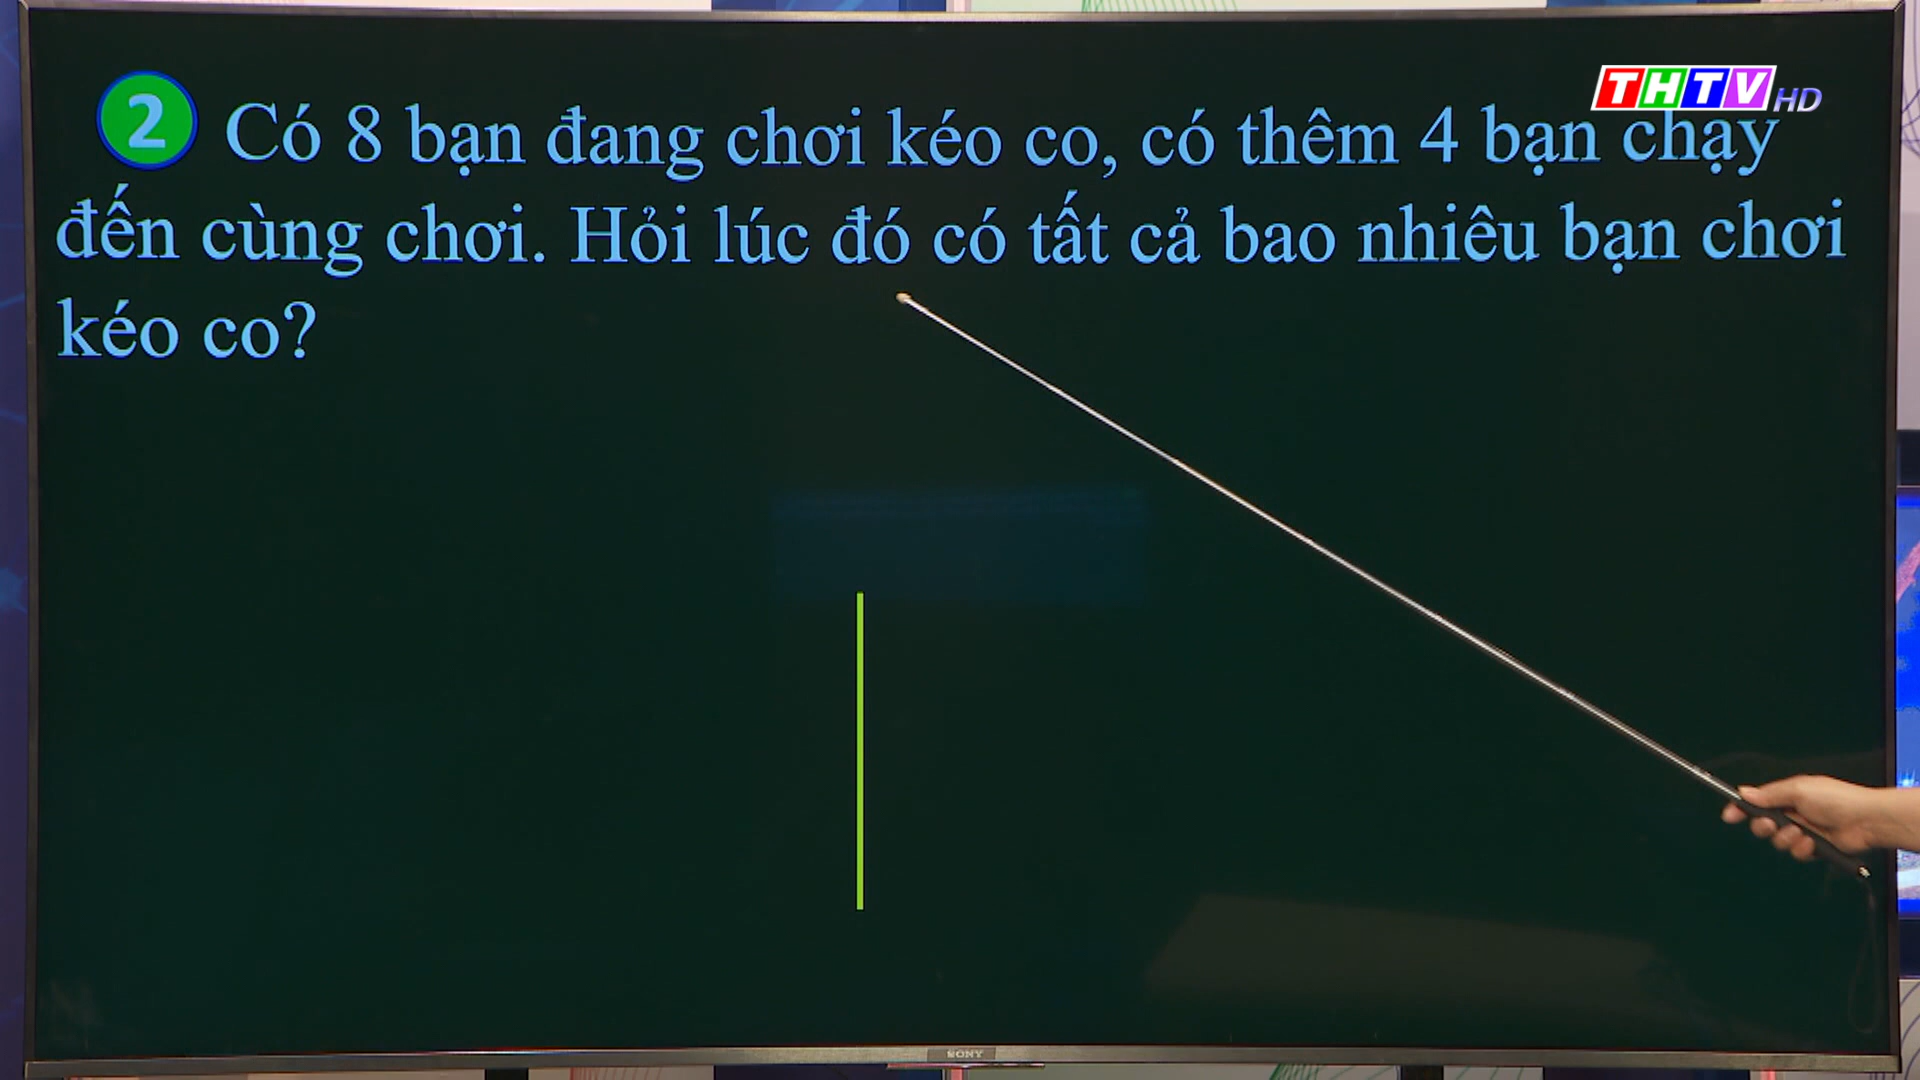 THTV HD
2 Có 8 bạn đang chơi kéo co, có thêm 4 bạn chạy
đến cùng chơi. Hỏi lúc đó có tất cả bao nhiêu bạn chơi
kéo co?
SONY